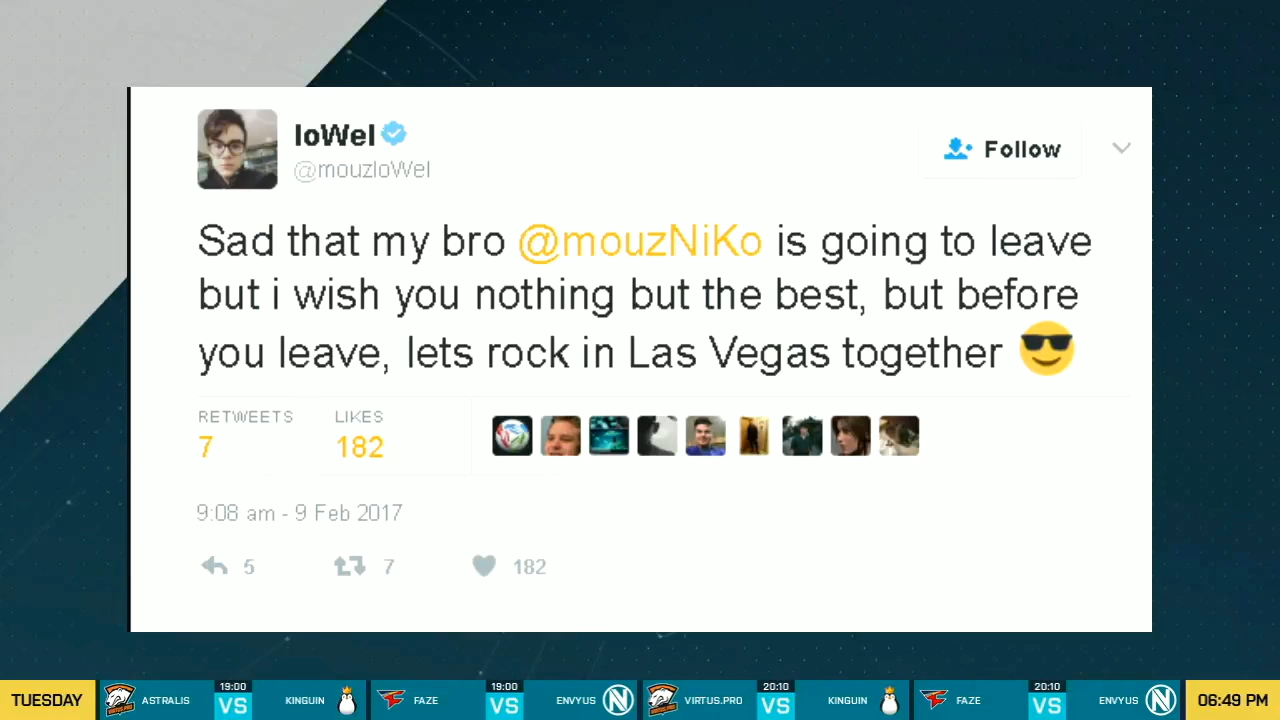 loWel
@mouzloWel
Follow
Sad that my bro @mouzNiKo is going to leave
but i wish you nothing but the best, but before
you leave, lets rock in Las Vegas together
RETWEETS LIKES
7 182
9:08 am - 9 Feb 2017
5 7 182
TUESDAY VIRTUS.PRO ASTRALIS 19:00 VS KINGUIN FAZE 19:00 VS ENVYUS VIRTUS.PRO 20:10 VS KINGUIN FAZE 20:10 VS ENVYUS 06:49 PM